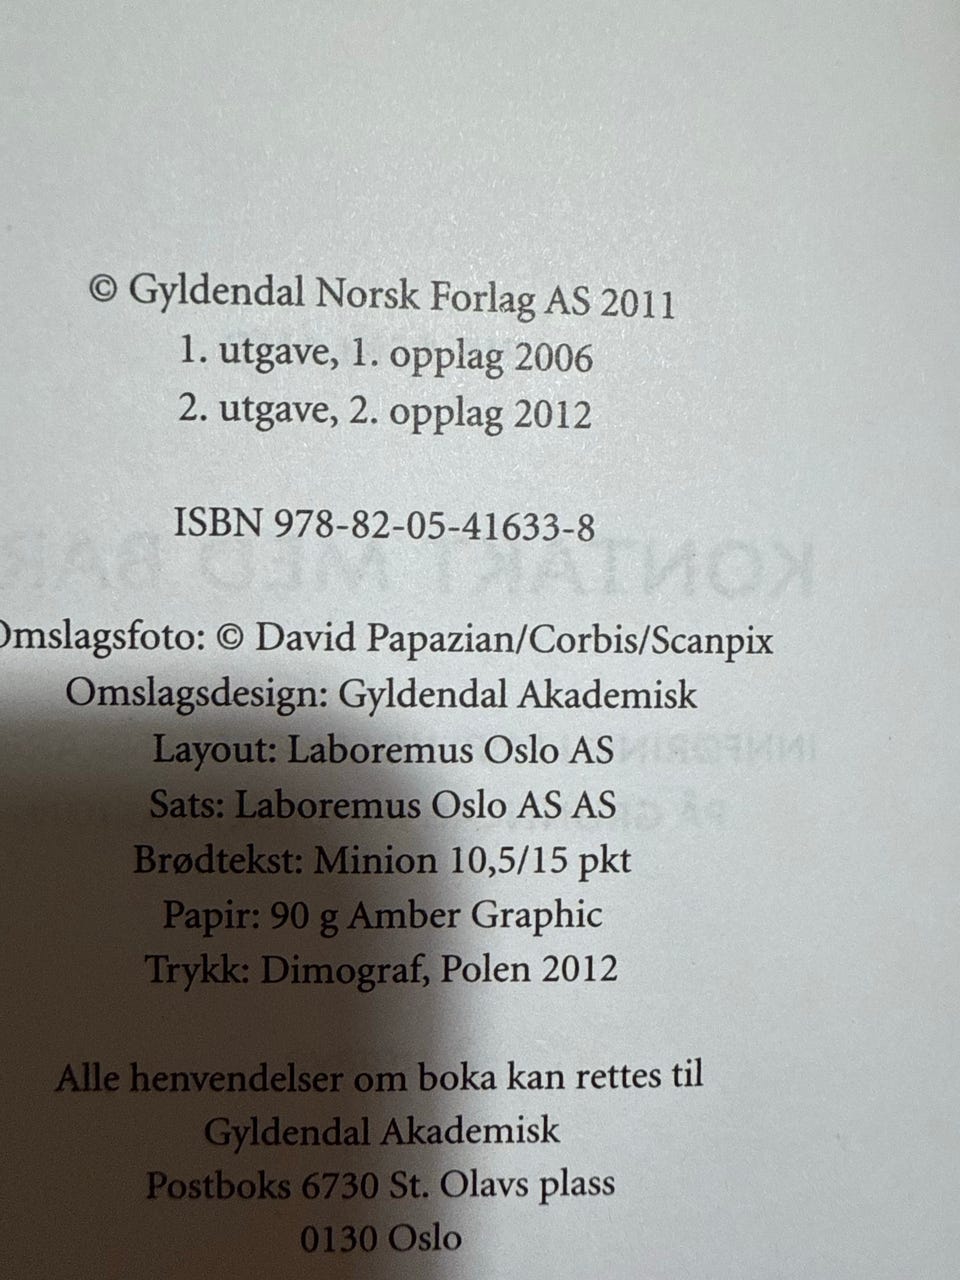 © Gyldendal Norsk Forlag AS 2011
1. utgave, 1. opplag 2006
2. utgave, 2. opplag 2012
ISBN 978-82-05-41633-8
Omslagsfoto: © David Papazian/Corbis/Scanpix
Omslagsdesign: Gyldendal Akademisk
Layout: Laboremus Oslo AS
Sats: Laboremus Oslo AS AS
Brødtekst: Minion 10,5/15 pkt
Papir: 90 g Amber Graphic
Trykk: Dimograf, Polen 2012
Alle henvendelser om boka kan rettes til
Gyldendal Akademisk
Postboks 6730 St. Olavs plass
0130 Oslo